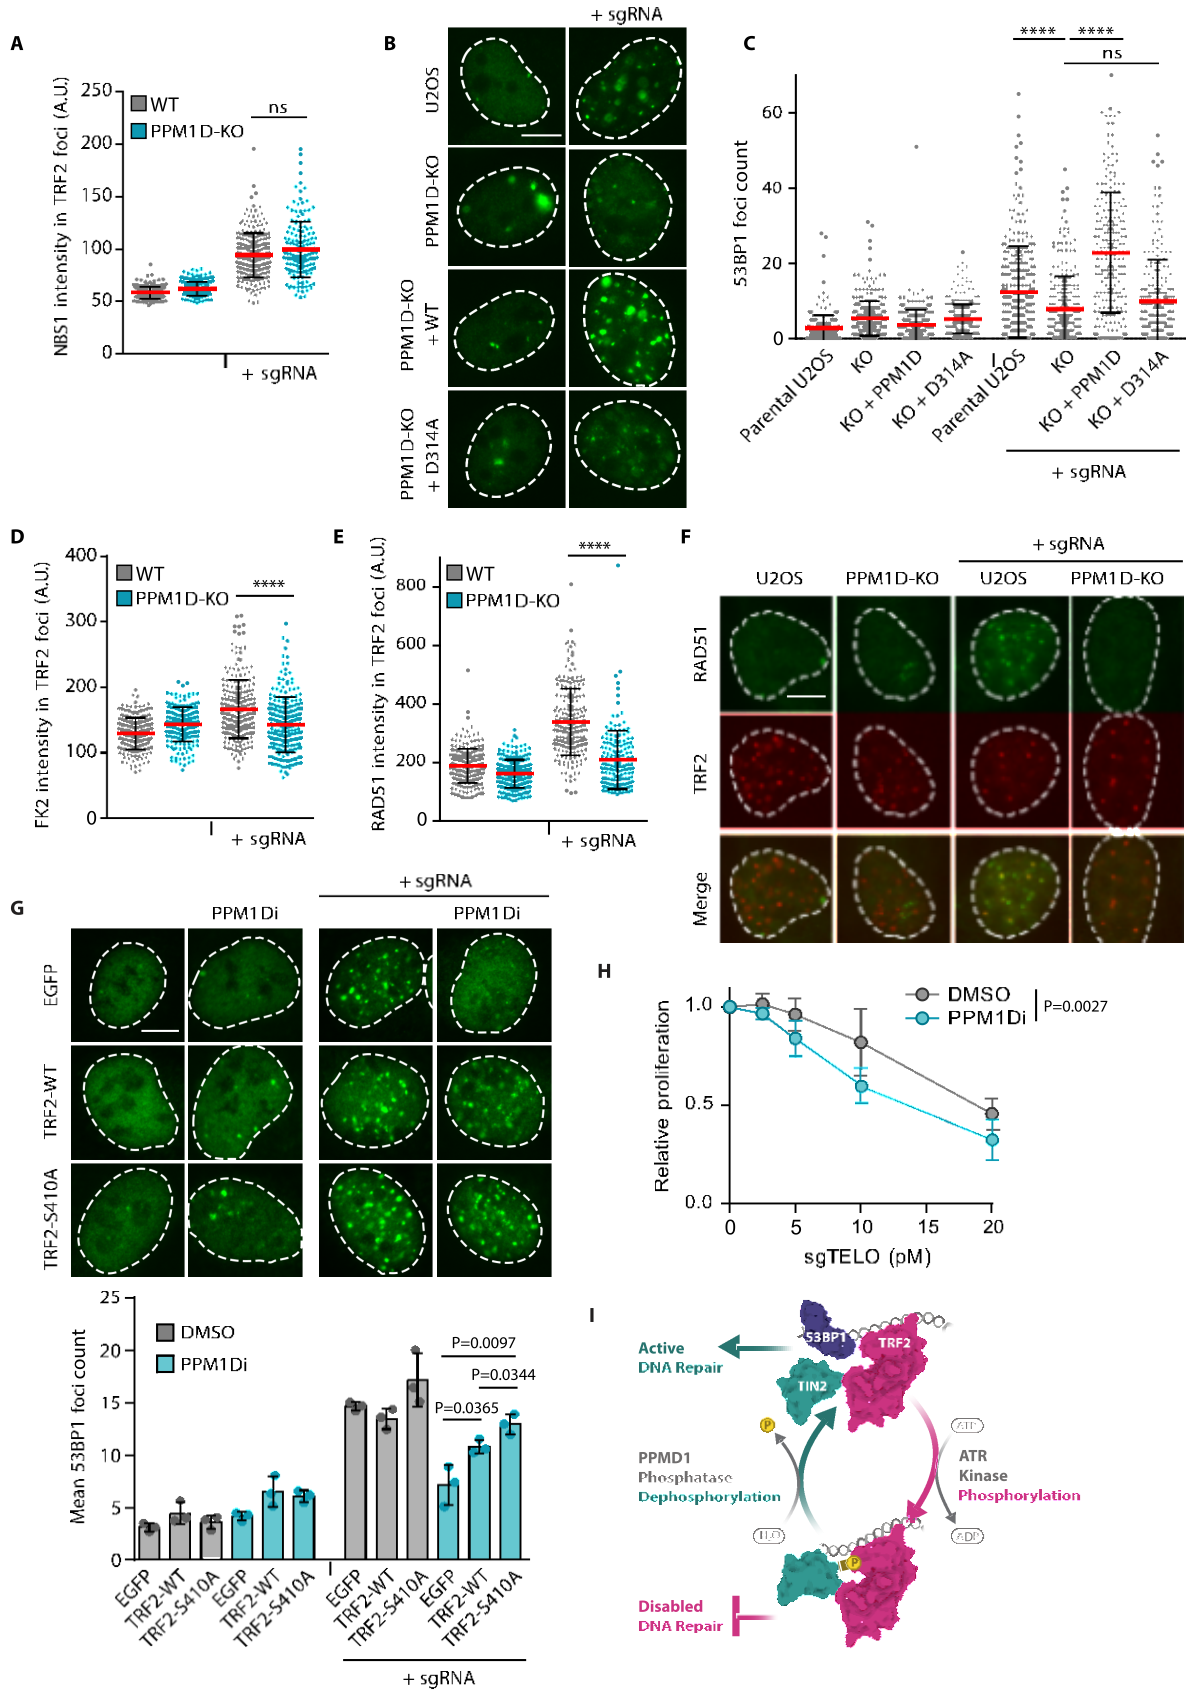 A
NBS1 intensity in TRF2 foci (A.U.)
250
200
150
100
50
0
WT
PPM1D-KO
ns
+ sgRNA
B
+ sgRNA
U2OS
PPM1D-KO
PPM1D-KO
+ WT
PPM1D-KO
+ D314A
C
53BP1 foci count
60
40
20
0
**** ****
ns
Parental U2OS
KO
KO + PPM1D
KO + D314A
Parental U2OS
KO
KO + PPM1D
KO + D314A
+ sgRNA
D
FK2 intensity in TRF2 foci (A.U.)
400
300
200
100
0
WT
PPM1D-KO
****
+ sgRNA
E
RAD51 intensity in TRF2 foci (A.U.)
800
600
400
200
0
WT
PPM1D-KO
****
+ sgRNA
F
+ sgRNA
U2OS PPM1D-KO U2OS PPM1D-KO
RAD51
TRF2
Merge
G
+ sgRNA
PPM1Di PPM1Di
EGFP
TRF2-WT
TRF2-S410A
Mean 53BP1 foci count
25
20
15
10
5
0
DMSO
PPM1Di
P=0.0097
P=0.0344
P=0.0365
EGFP
TRF2-WT
TRF2-S410A
EGFP
TRF2-WT
TRF2-S410A
EGFP
TRF2-WT
TRF2-S410A
EGFP
TRF2-WT
TRF2-S410A
+ sgRNA
H
Relative proliferation
1.0
0.5
0.0
DMSO
PPM1Di
P=0.0027
0 5 10 15 20
sgTELO (pM)
I
53BP1
TRF2
TIN2
Active
DNA Repair
P
ATP
PPMD1
Phosphatase
Dephosphorylation
ATR
Kinase
Phosphorylation
ADP
P
Disabled
DNA Repair